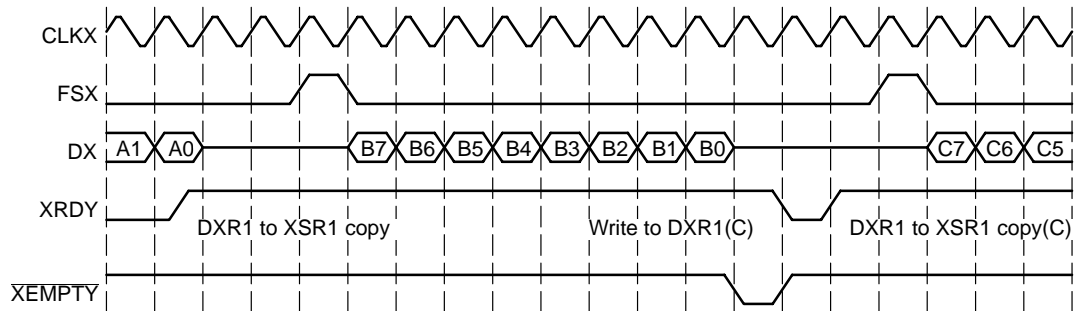 CLKX
FSX
DX A1 A0 B7 B6 B5 B4 B3 B2 B1 B0 C7 C6 C5
XRDY
DXR1 to XSR1 copy Write to DXR1(C) DXR1 to XSR1 copy(C)
XEMPTY